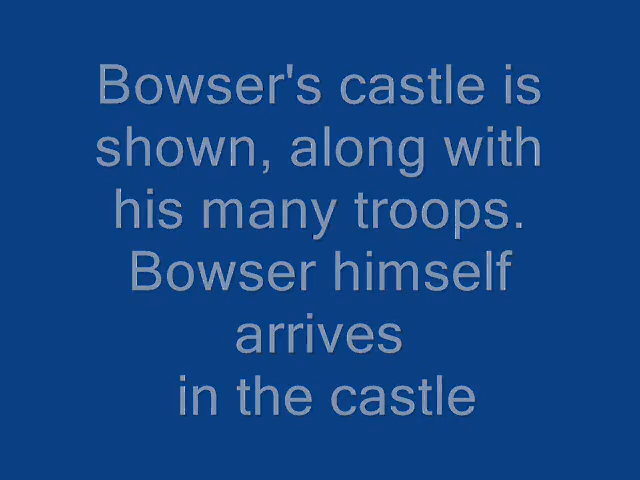 Bowser's castle is
shown, along with
his many troops.
Bowser himself
arrives
in the castle